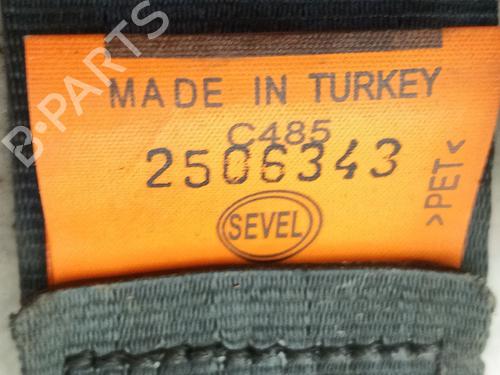 MADE IN TURKEY
C485
2506343
SEVEL
>PET<
B-PARTS